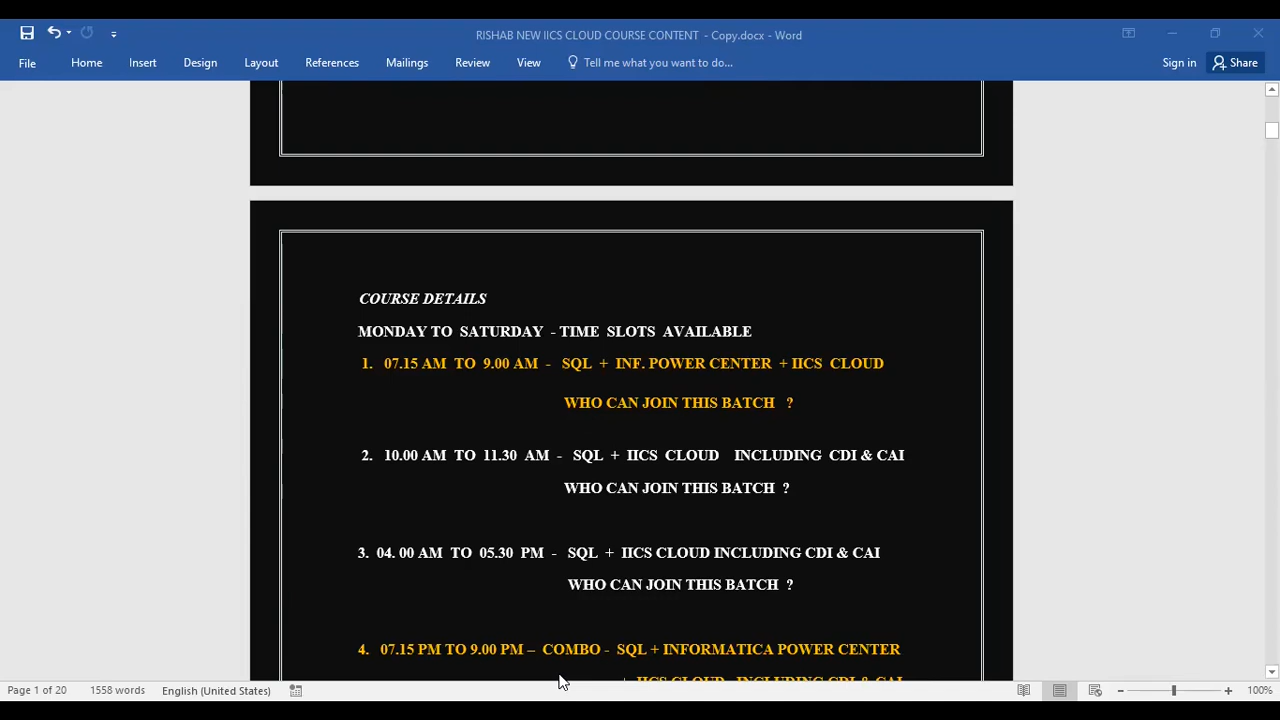 RISHAB NEW IICS CLOUD COURSE CONTENT - Copy.docx - Word
File Home Insert Design Layout References Mailings Review View Tell me what you want to do... Sign in Share
COURSE DETAILS
MONDAY TO SATURDAY - TIME SLOTS AVAILABLE
1. 07.15 AM TO 9.00 AM - SQL + INF. POWER CENTER + IICS CLOUD
WHO CAN JOIN THIS BATCH ?
2. 10.00 AM TO 11.30 AM - SQL + IICS CLOUD INCLUDING CDI & CAI
WHO CAN JOIN THIS BATCH ?
3. 04. 00 AM TO 05.30 PM - SQL + IICS CLOUD INCLUDING CDI & CAI
WHO CAN JOIN THIS BATCH ?
4. 07.15 PM TO 9.00 PM – COMBO - SQL + INFORMATICA POWER CENTER
+ IICS CLOUD INCLUDING CDI & CAI
Page 1 of 20 1558 words English (United States) 100%